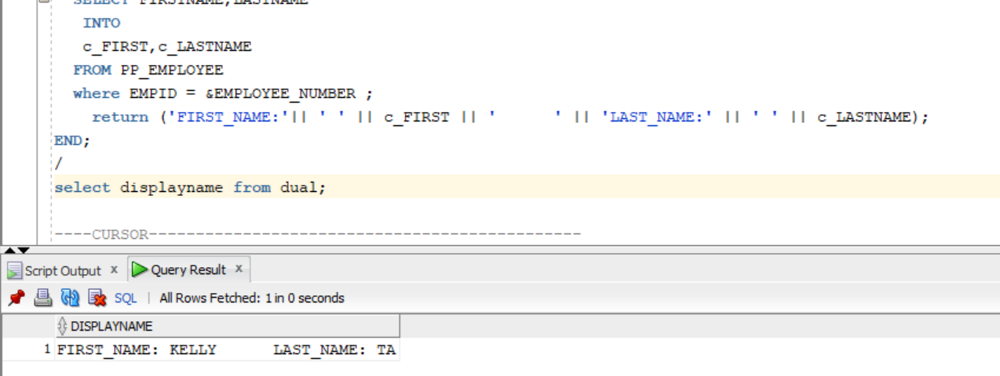 SELECT FIRSTNAME,LASTNAME
INTO
c_FIRST,c_LASTNAME
FROM PP_EMPLOYEE
where EMPID = &EMPLOYEE_NUMBER ;
return ('FIRST_NAME:'|| ' ' || c_FIRST || '      ' || 'LAST_NAME:' || ' ' || c_LASTNAME);
END;
/
select displayname from dual;
----CURSOR----------------------------------------------
Script Output x Query Result x
SQL | All Rows Fetched: 1 in 0 seconds
DISPLAYNAME
1 FIRST_NAME: KELLY      LAST_NAME: TA